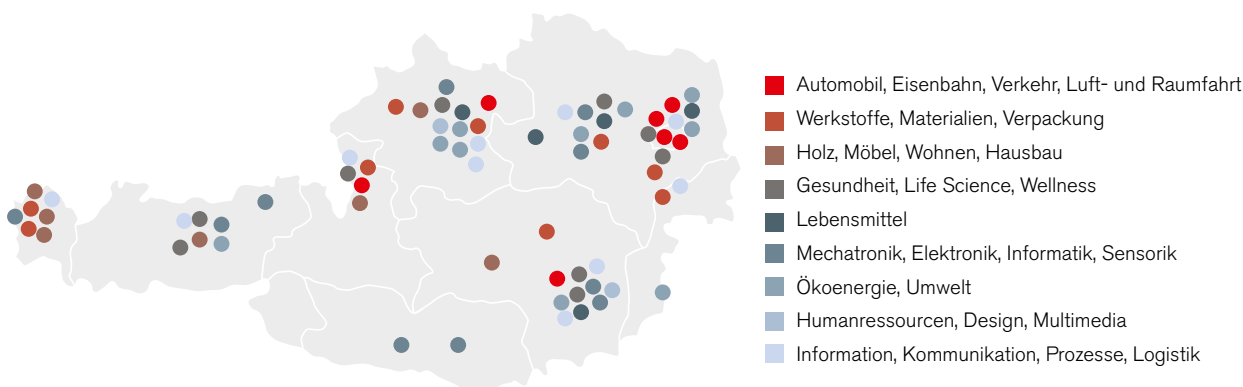 Automobil, Eisenbahn, Verkehr, Luft- und Raumfahrt
Werkstoffe, Materialien, Verpackung
Holz, Möbel, Wohnen, Hausbau
Gesundheit, Life Science, Wellness
Lebensmittel
Mechatronik, Elektronik, Informatik, Sensorik
Ökoenergie, Umwelt
Humanressourcen, Design, Multimedia
Information, Kommunikation, Prozesse, Logistik